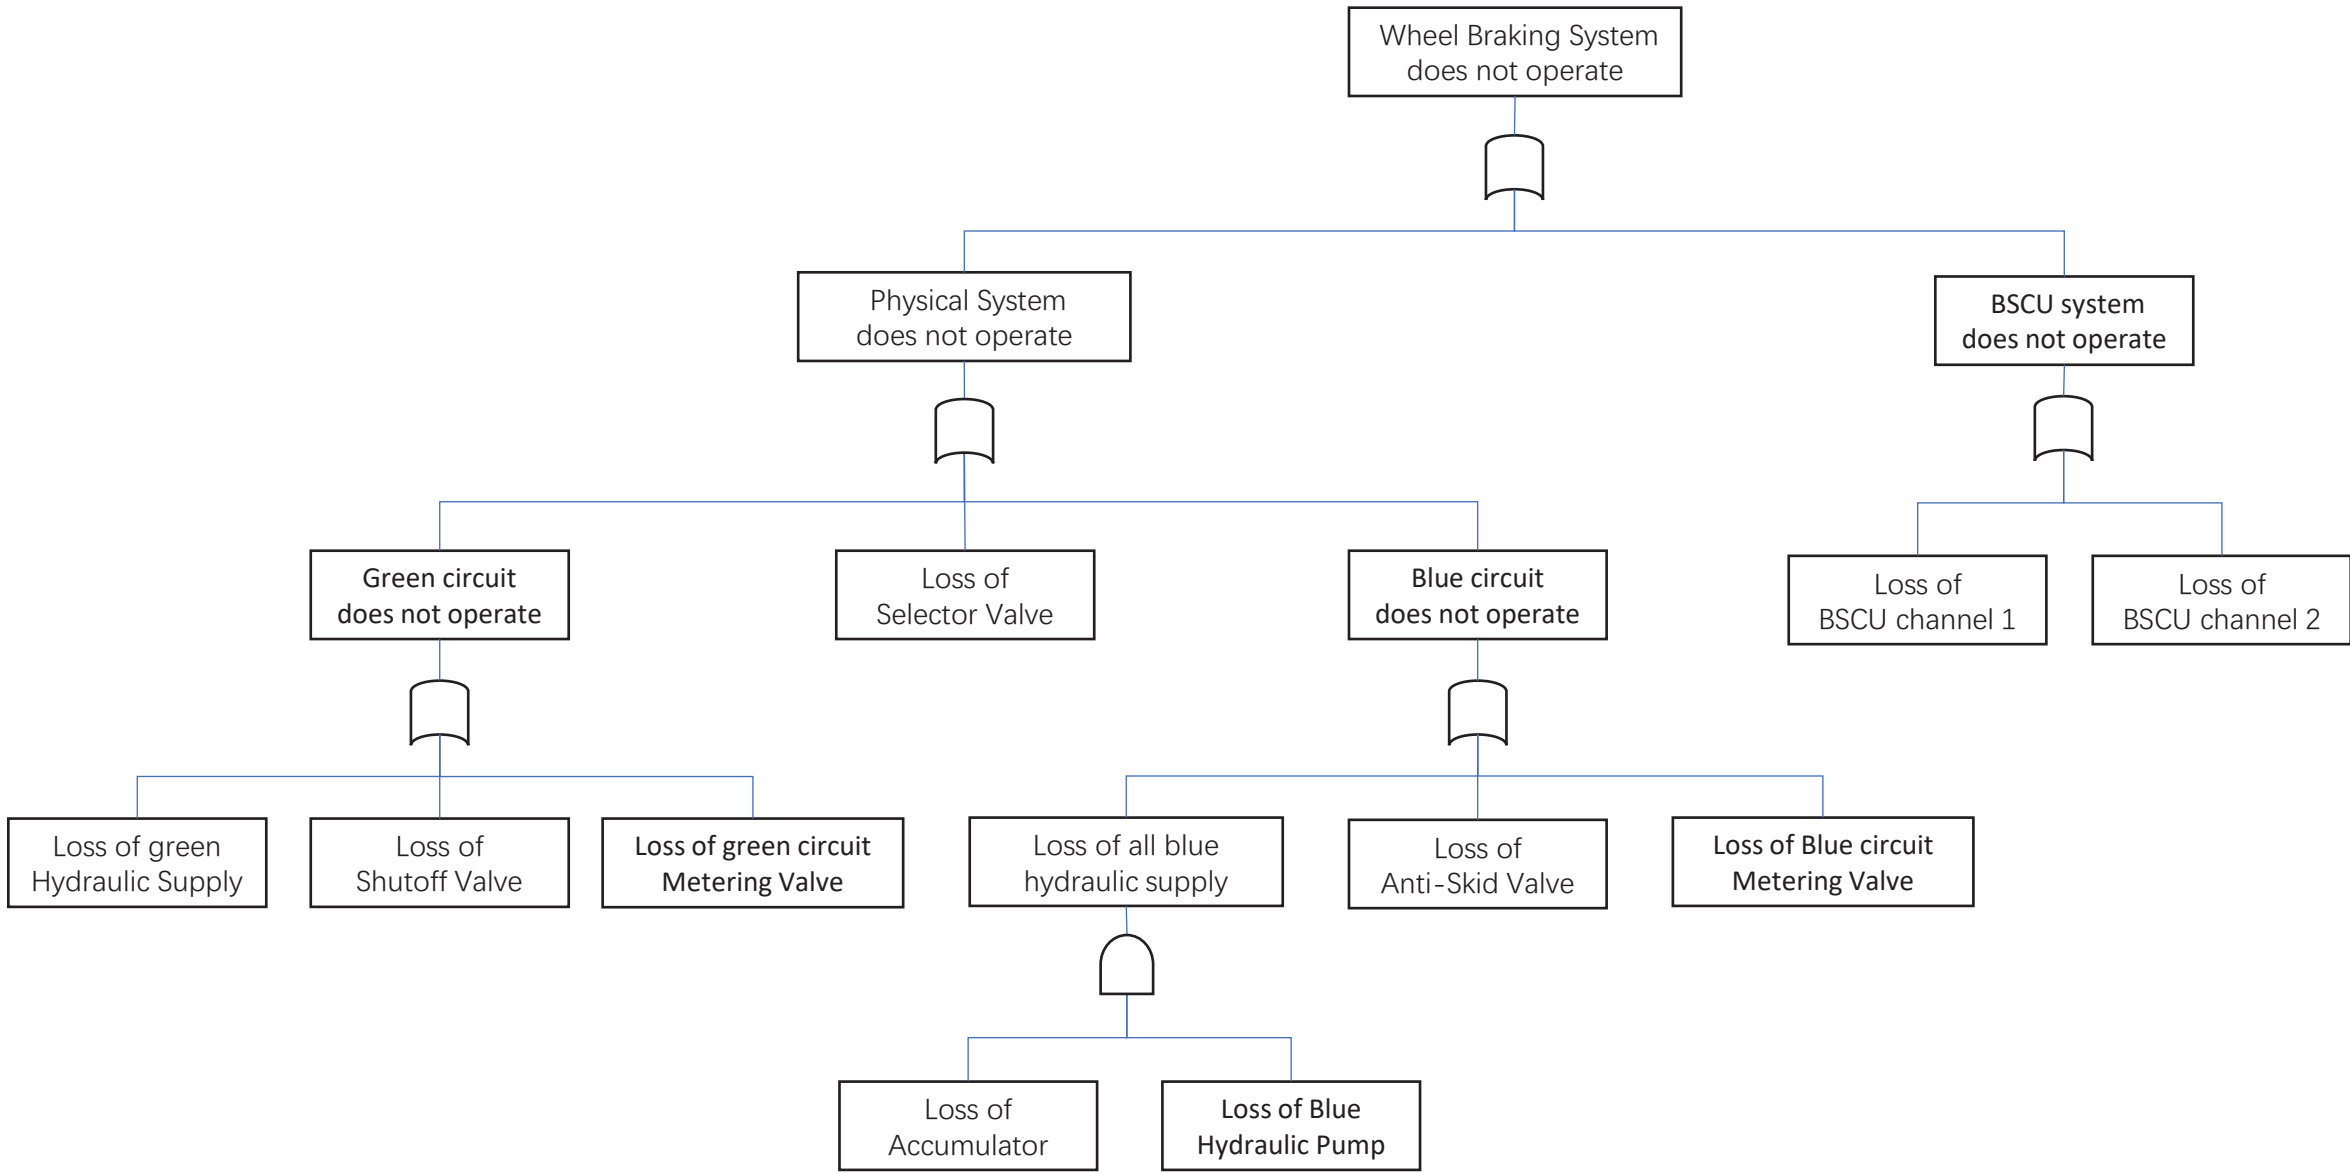 Wheel Braking System
does not operate
Physical System
does not operate
BSCU system
does not operate
Green circuit
does not operate
Loss of
Selector Valve
Blue circuit
does not operate
Loss of
BSCU channel 1
Loss of
BSCU channel 2
Loss of green
Hydraulic Supply
Loss of
Shutoff Valve
Loss of green circuit
Metering Valve
Loss of all blue
hydraulic supply
Loss of
Anti-Skid Valve
Loss of Blue circuit
Metering Valve
Loss of
Accumulator
Loss of Blue
Hydraulic Pump